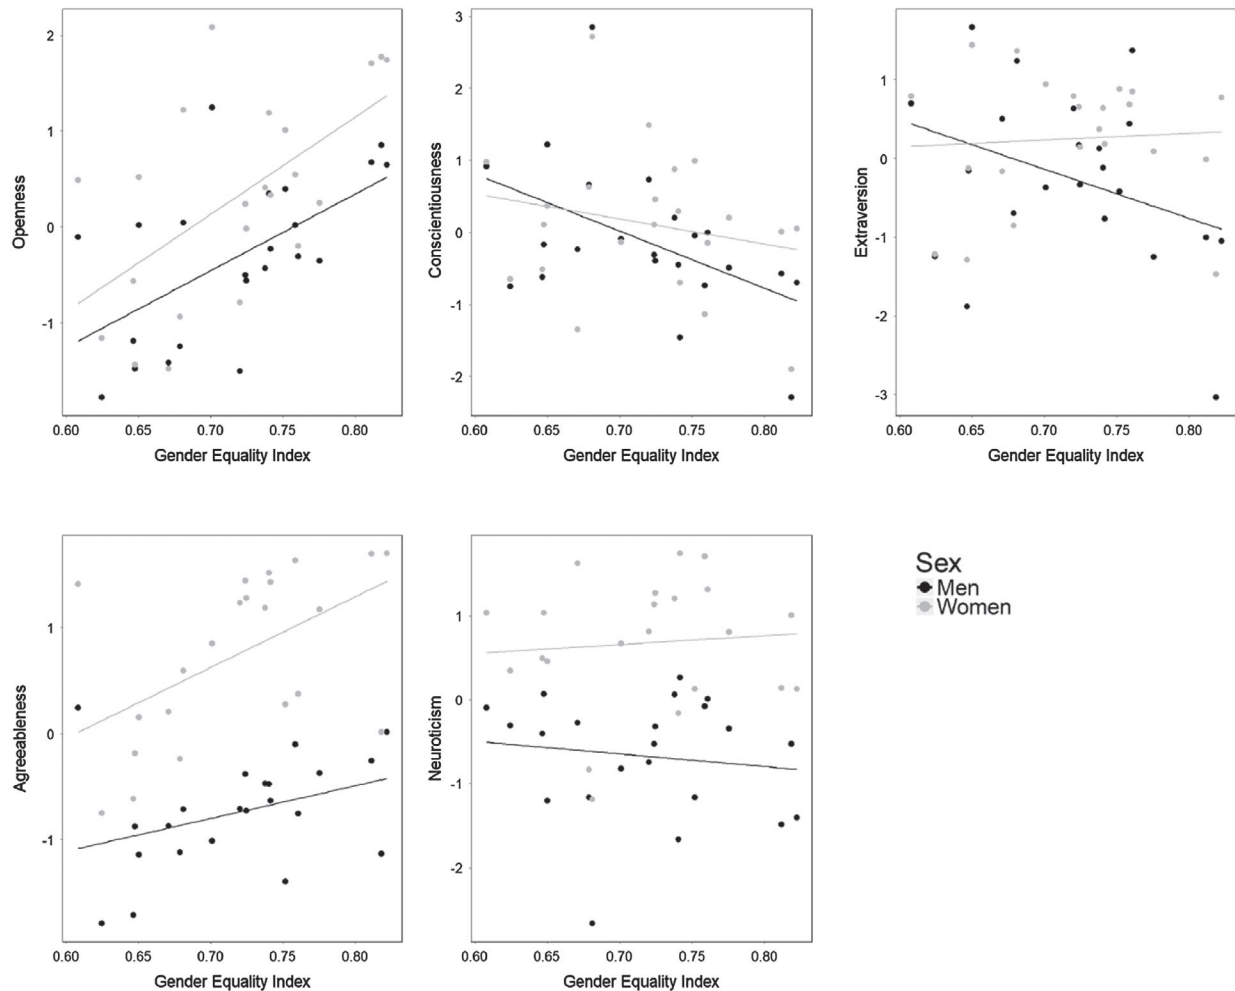 Openness
2
1
0
-1
0.60 0.65 0.70 0.75 0.80
Gender Equality Index
Conscientiousness
3
2
1
0
-1
-2
0.60 0.65 0.70 0.75 0.80
Gender Equality Index
Extraversion
1
0
-1
-2
-3
0.60 0.65 0.70 0.75 0.80
Gender Equality Index
Agreeableness
1
0
-1
0.60 0.65 0.70 0.75 0.80
Gender Equality Index
Neuroticism
1
0
-1
-2
0.60 0.65 0.70 0.75 0.80
Gender Equality Index
Sex
Men
Women